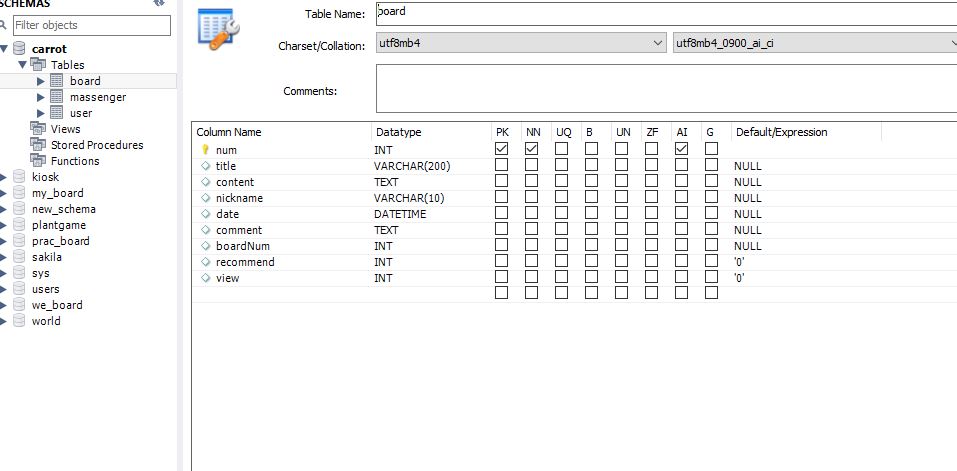 SCHEMAS
Filter objects
carrot
Tables
board
massenger
user
Views
Stored Procedures
Functions
kiosk
my_board
new_schema
plantgame
prac_board
sakila
sys
users
we_board
world
Table Name: board
Charset/Collation: utf8mb4 utf8mb4_0900_ai_ci
Comments:
Column Name Datatype PK NN UQ B UN ZF AI G Default/Expression
num INT
title VARCHAR(200) NULL
content TEXT NULL
nickname VARCHAR(10) NULL
date DATETIME NULL
comment TEXT NULL
boardNum INT NULL
recommend INT '0'
view INT '0'